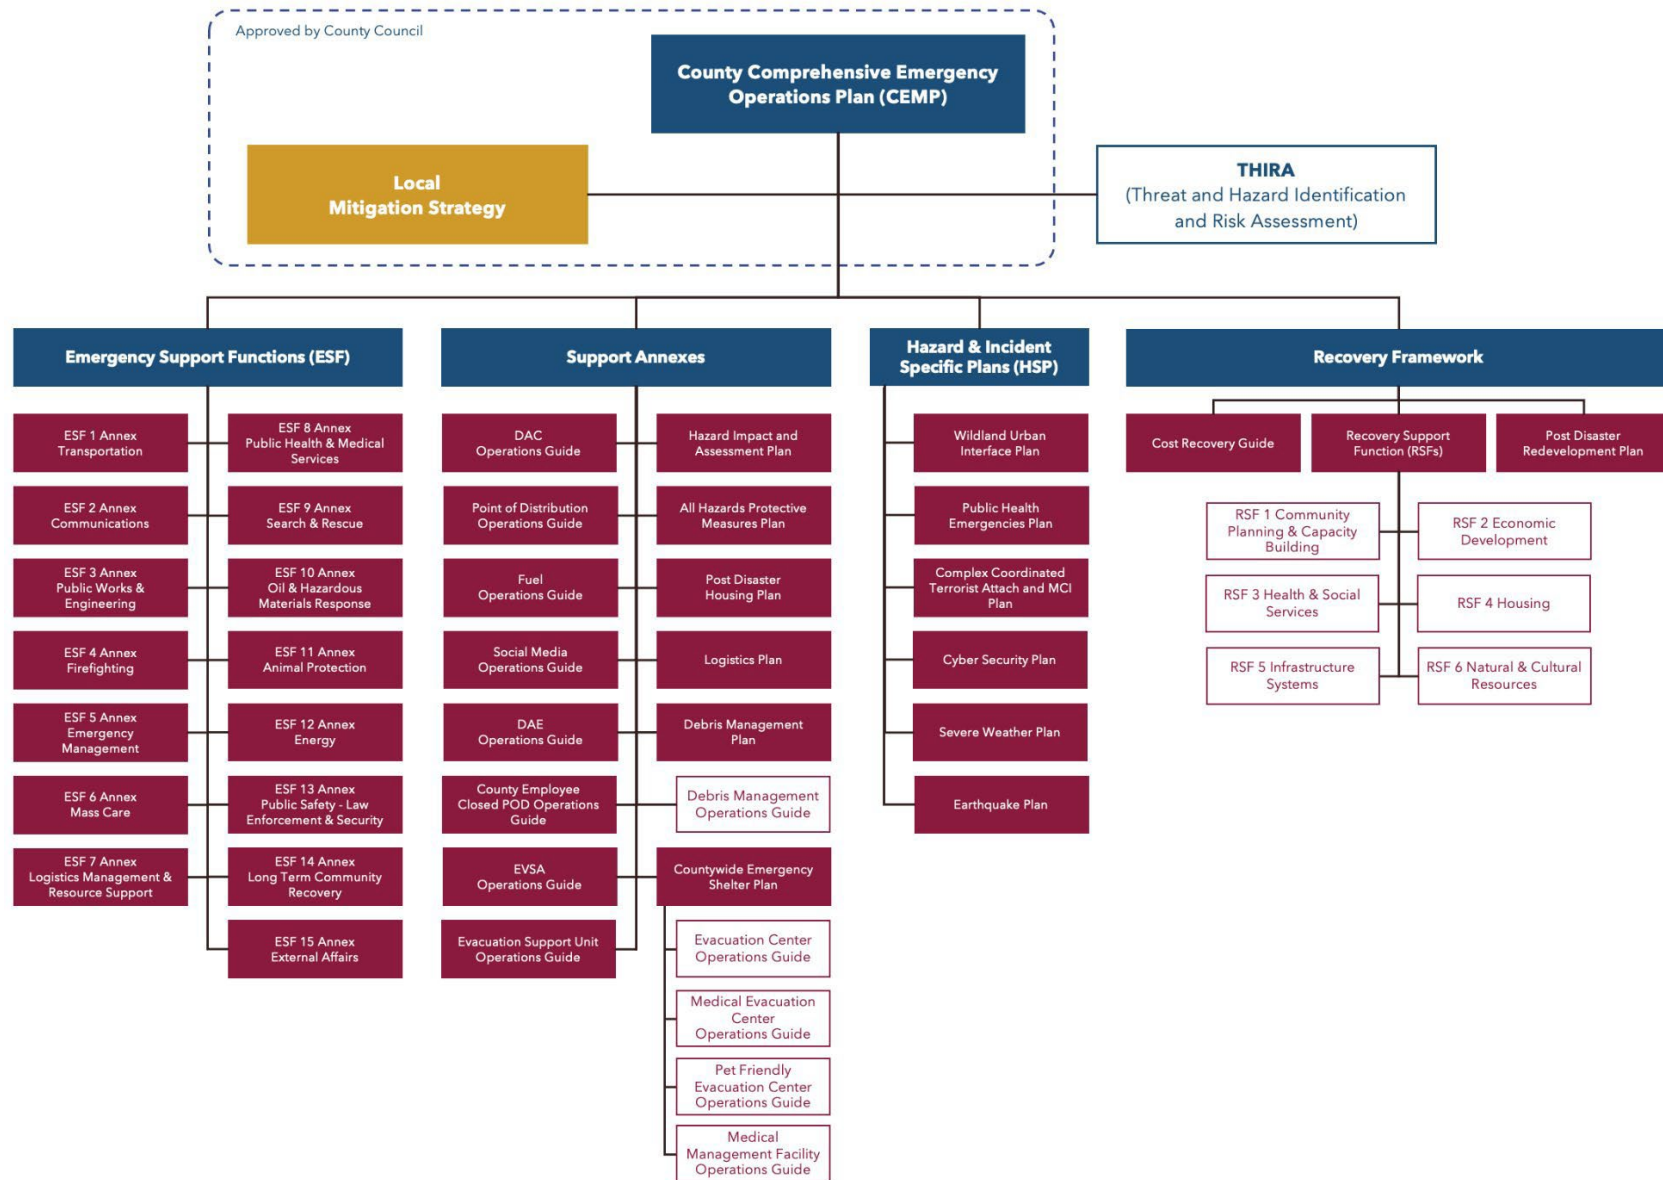 Approved by County Council
County Comprehensive Emergency
Operations Plan (CEMP)
Local
Mitigation Strategy
THIRA
(Threat and Hazard Identification
and Risk Assessment)
Emergency Support Functions (ESF)
ESF 1 Annex
Transportation
ESF 2 Annex
Communications
ESF 3 Annex
Public Works &
Engineering
ESF 4 Annex
Firefighting
ESF 5 Annex
Emergency
Management
ESF 6 Annex
Mass Care
ESF 7 Annex
Logistics Management &
Resource Support
ESF 8 Annex
Public Health & Medical
Services
ESF 9 Annex
Search & Rescue
ESF 10 Annex
Oil & Hazardous
Materials Response
ESF 11 Annex
Animal Protection
ESF 12 Annex
Energy
ESF 13 Annex
Public Safety - Law
Enforcement & Security
ESF 14 Annex
Long Term Community
Recovery
ESF 15 Annex
External Affairs
Support Annexes
DAC
Operations Guide
Point of Distribution
Operations Guide
Fuel
Operations Guide
Social Media
Operations Guide
DAE
Operations Guide
County Employee
Closed POD Operations
Guide
EVSA
Operations Guide
Evacuation Support Unit
Operations Guide
Hazard Impact and
Assessment Plan
All Hazards Protective
Measures Plan
Post Disaster
Housing Plan
Logistics Plan
Debris Management
Plan
Debris Management
Operations Guide
Countywide Emergency
Shelter Plan
Evacuation Center
Operations Guide
Medical Evacuation
Center
Operations Guide
Pet Friendly
Evacuation Center
Operations Guide
Medical
Management Facility
Operations Guide
Hazard & Incident
Specific Plans (HSP)
Wildland Urban
Interface Plan
Public Health
Emergencies Plan
Complex Coordinated
Terrorist Attach and MCI
Plan
Cyber Security Plan
Severe Weather Plan
Earthquake Plan
Recovery Framework
Cost Recovery Guide
Recovery Support
Function (RSFs)
Post Disaster
Redevelopment Plan
RSF 1 Community
Planning & Capacity
Building
RSF 2 Economic
Development
RSF 3 Health & Social
Services
RSF 4 Housing
RSF 5 Infrastructure
Systems
RSF 6 Natural & Cultural
Resources